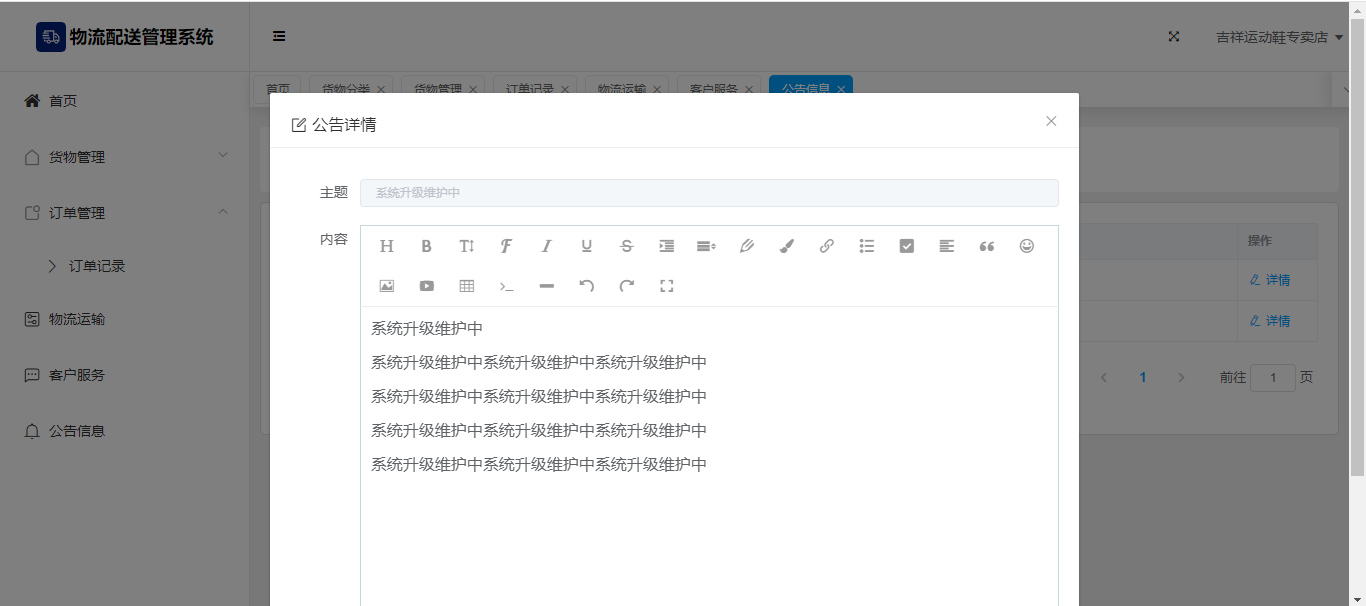 物流配送管理系统
吉祥运动鞋专卖店
首页
货物分类
货物管理
订单记录
物流运输
客户服务
公告信息
首页
货物管理
订单管理
订单记录
物流运输
客户服务
公告信息
公告详情
主题
系统升级维护中
内容
系统升级维护中
系统升级维护中系统升级维护中系统升级维护中
系统升级维护中系统升级维护中系统升级维护中
系统升级维护中系统升级维护中系统升级维护中
系统升级维护中系统升级维护中系统升级维护中
操作
详情
详情
1
前往 1 页